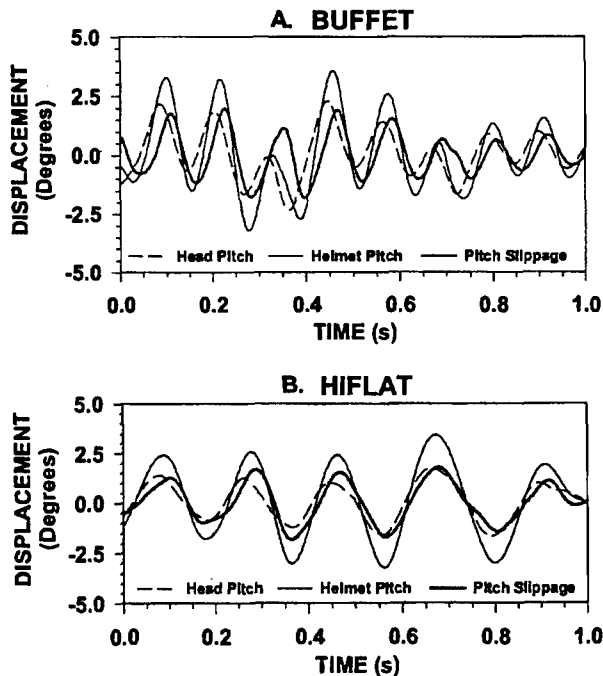 A. BUFFET
DISPLACEMENT
(Degrees)
5.0
2.5
0.0
-2.5
-5.0
Head Pitch Helmet Pitch Pitch Slippage
0.0 0.2 0.4 0.6 0.8 1.0
TIME (s)
B. HIFLAT
DISPLACEMENT
(Degrees)
5.0
2.5
0.0
-2.5
-5.0
Head Pitch Helmet Pitch Pitch Slippage
0.0 0.2 0.4 0.6 0.8 1.0
TIME (s)